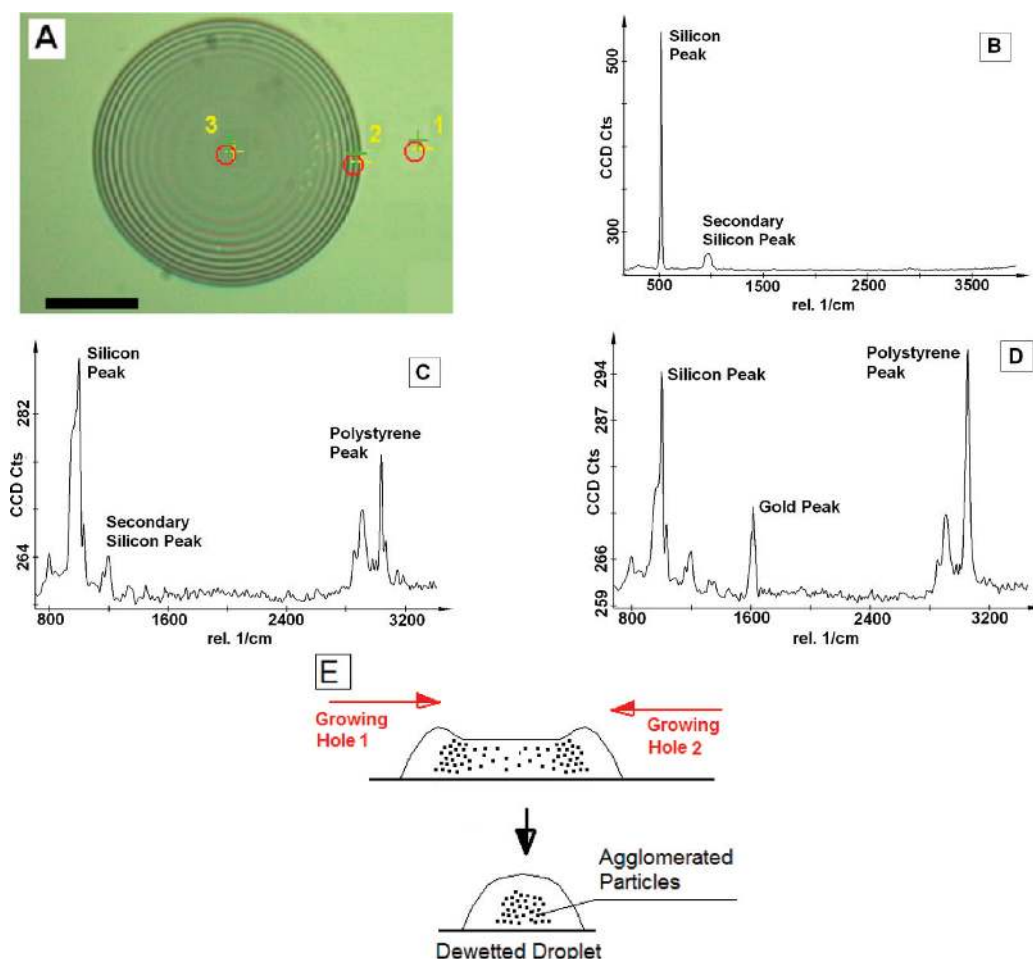 A
3
2
1
B
Silicon
Peak
500
CCD Cts
Secondary
Silicon Peak
300
500
1500
2500
3500
rel. 1/cm
C
Silicon
Peak
282
CCD Cts
Polystyrene
Peak
Secondary
Silicon Peak
264
800
1600
2400
3200
rel. 1/cm
D
Polystyrene
Peak
294
Silicon Peak
287
CCD Cts
Gold Peak
266
259
800
1600
2400
3200
rel. 1/cm
E
Growing
Hole 1
Growing
Hole 2
Agglomerated
Particles
Dewetted Droplet